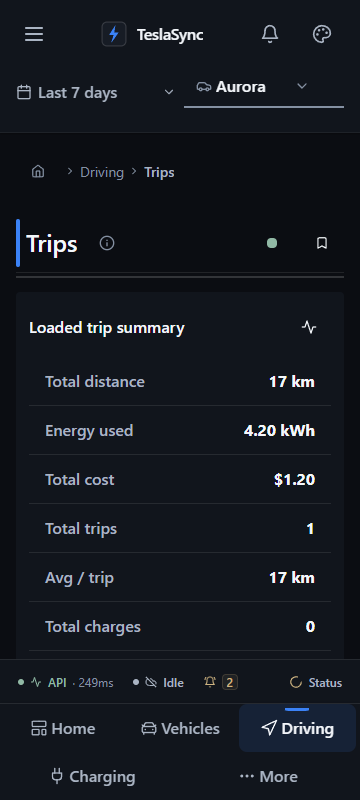 TeslaSync
Last 7 days
Aurora
Driving
Trips
Trips
Loaded trip summary
Total distance 17 km
Energy used 4.20 kWh
Total cost $1.20
Total trips 1
Avg / trip 17 km
Total charges 0
API · 249ms Idle 2 Status
Home Vehicles Driving
Charging More